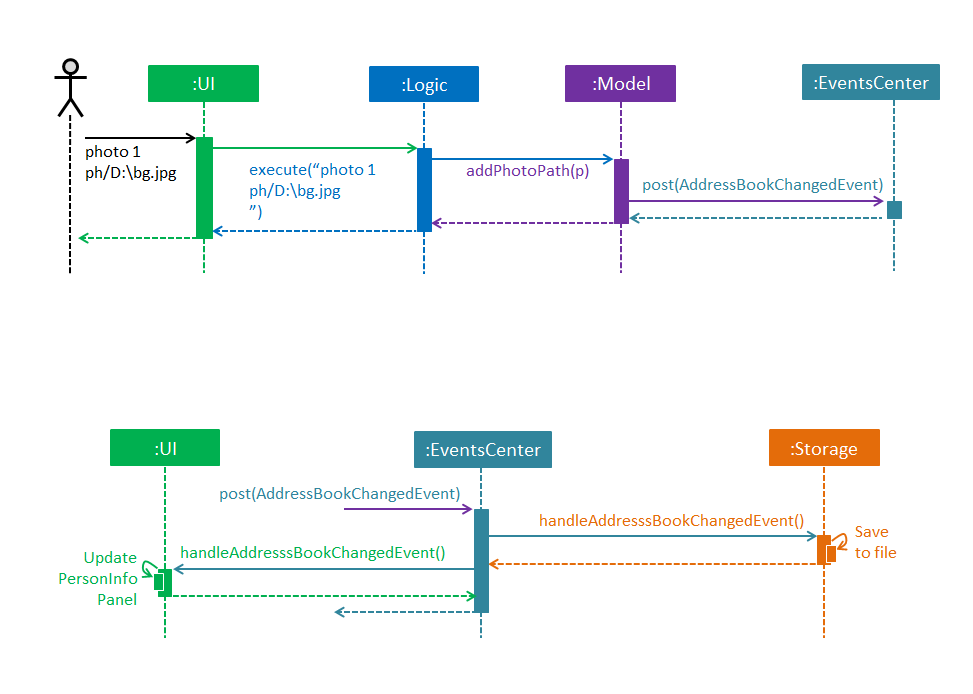 :UI
:Logic
:Model
:EventsCenter
photo 1
ph/D:\bg.jpg
execute(“photo 1
ph/D:\bg.jpg
”)
addPhotoPath(p)
post(AddressBookChangedEvent)
:UI
:EventsCenter
:Storage
post(AddressBookChangedEvent)
handleAddresssBookChangedEvent()
Save
to file
handleAddresssBookChangedEvent()
Update
PersonInfo
Panel